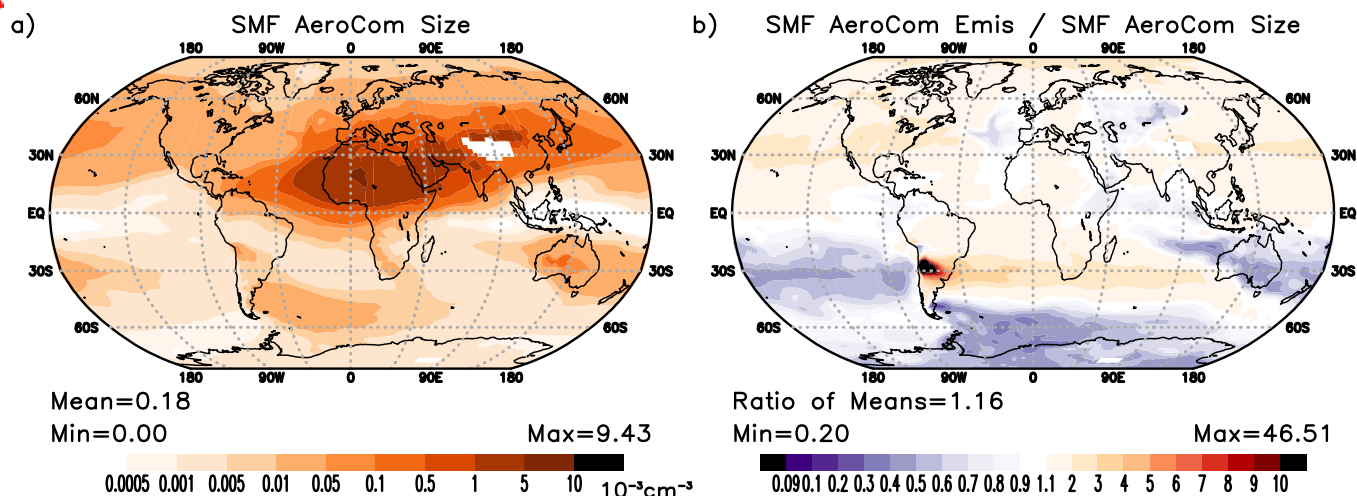 a) SMF AeroCom Size
180 90W 0 90E 180
60N 60N
30N 30N
EQ EQ
30S 30S
60S 60S
180 90W 0 90E 180
Mean=0.18
Min=0.00 Max=9.43
0.0005 0.001 0.005 0.01 0.05 0.1 0.5 1 5 10 10⁻³cm⁻³
b) SMF AeroCom Emis / SMF AeroCom Size
180 90W 0 90E 180
60N 60N
30N 30N
EQ EQ
30S 30S
60S 60S
180 90W 0 90E 180
Ratio of Means=1.16
Min=0.20 Max=46.51
0.09 0.1 0.2 0.3 0.4 0.5 0.6 0.7 0.8 0.9 1.1 2 3 4 5 6 7 8 9 10